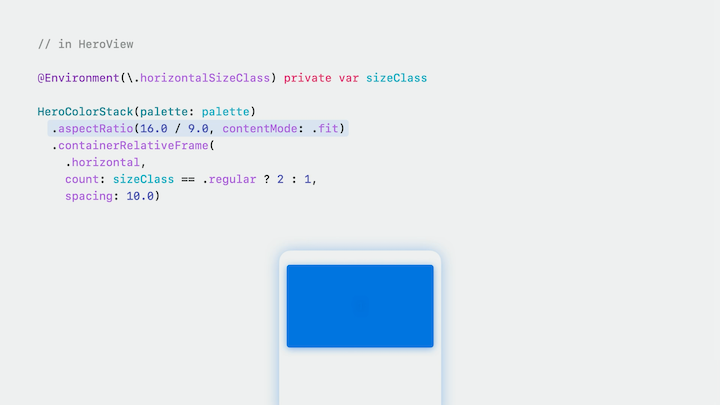 // in HeroView
@Environment(\.horizontalSizeClass) private var sizeClass
HeroColorStack(palette: palette)
.aspectRatio(16.0 / 9.0, contentMode: .fit)
.containerRelativeFrame(
.horizontal,
count: sizeClass == .regular ? 2 : 1,
spacing: 10.0)